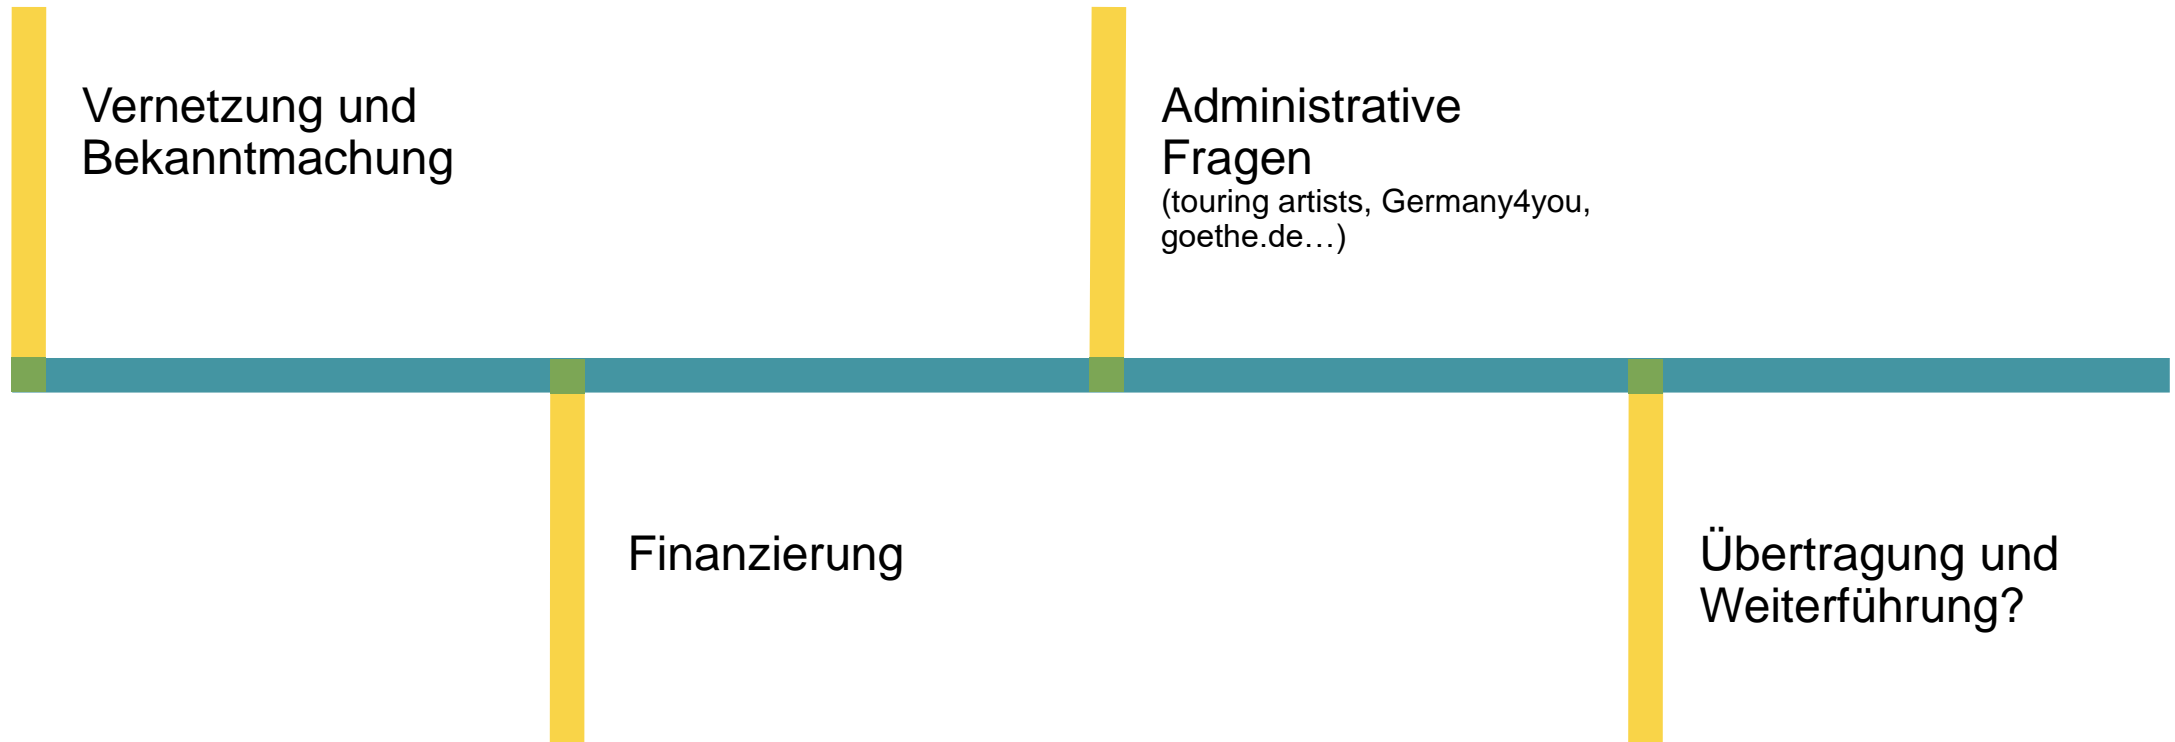 Vernetzung und
Bekanntmachung
Administrative
Fragen
(touring artists, Germany4you,
goethe.de…)
Finanzierung
Übertragung und
Weiterführung?